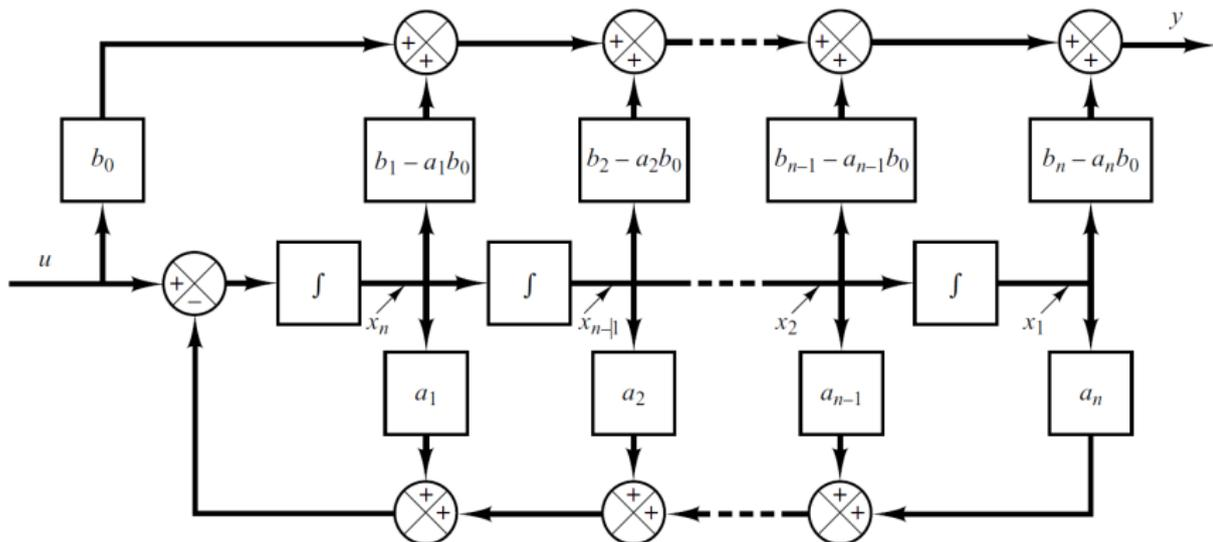 y
+ + + + + + + +
b₀ b₁ – a₁b₀ b₂ – a₂b₀ bₙ₋₁ – aₙ₋₁b₀ bₙ – aₙb₀
u
+ – ∫ ∫ ∫
xₙ xₙ₋|₁ x₂ x₁
a₁ a₂ aₙ₋₁ aₙ
+ + + + + +